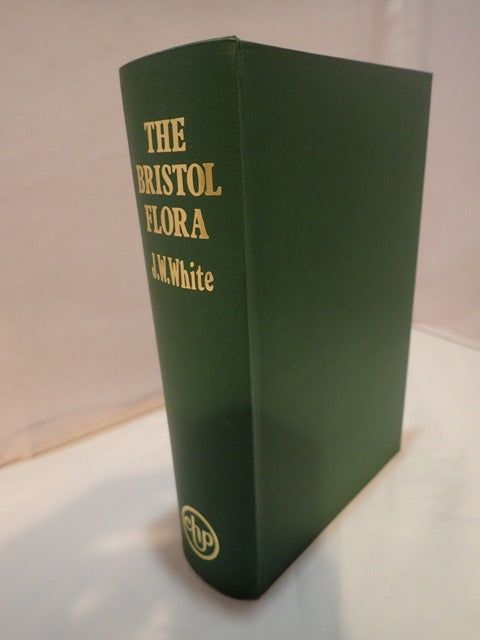 THE
BRISTOL
FLORA
J.W.White
chp